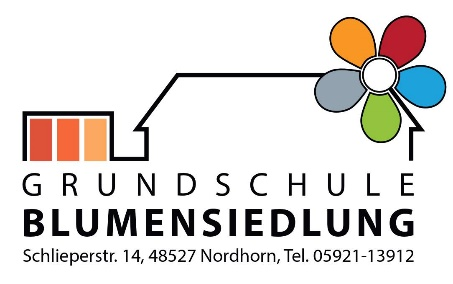 GRUNDSCHULE
BLUMENSIEDLUNG
Schlieperstr. 14, 48527 Nordhorn, Tel. 05921-13912